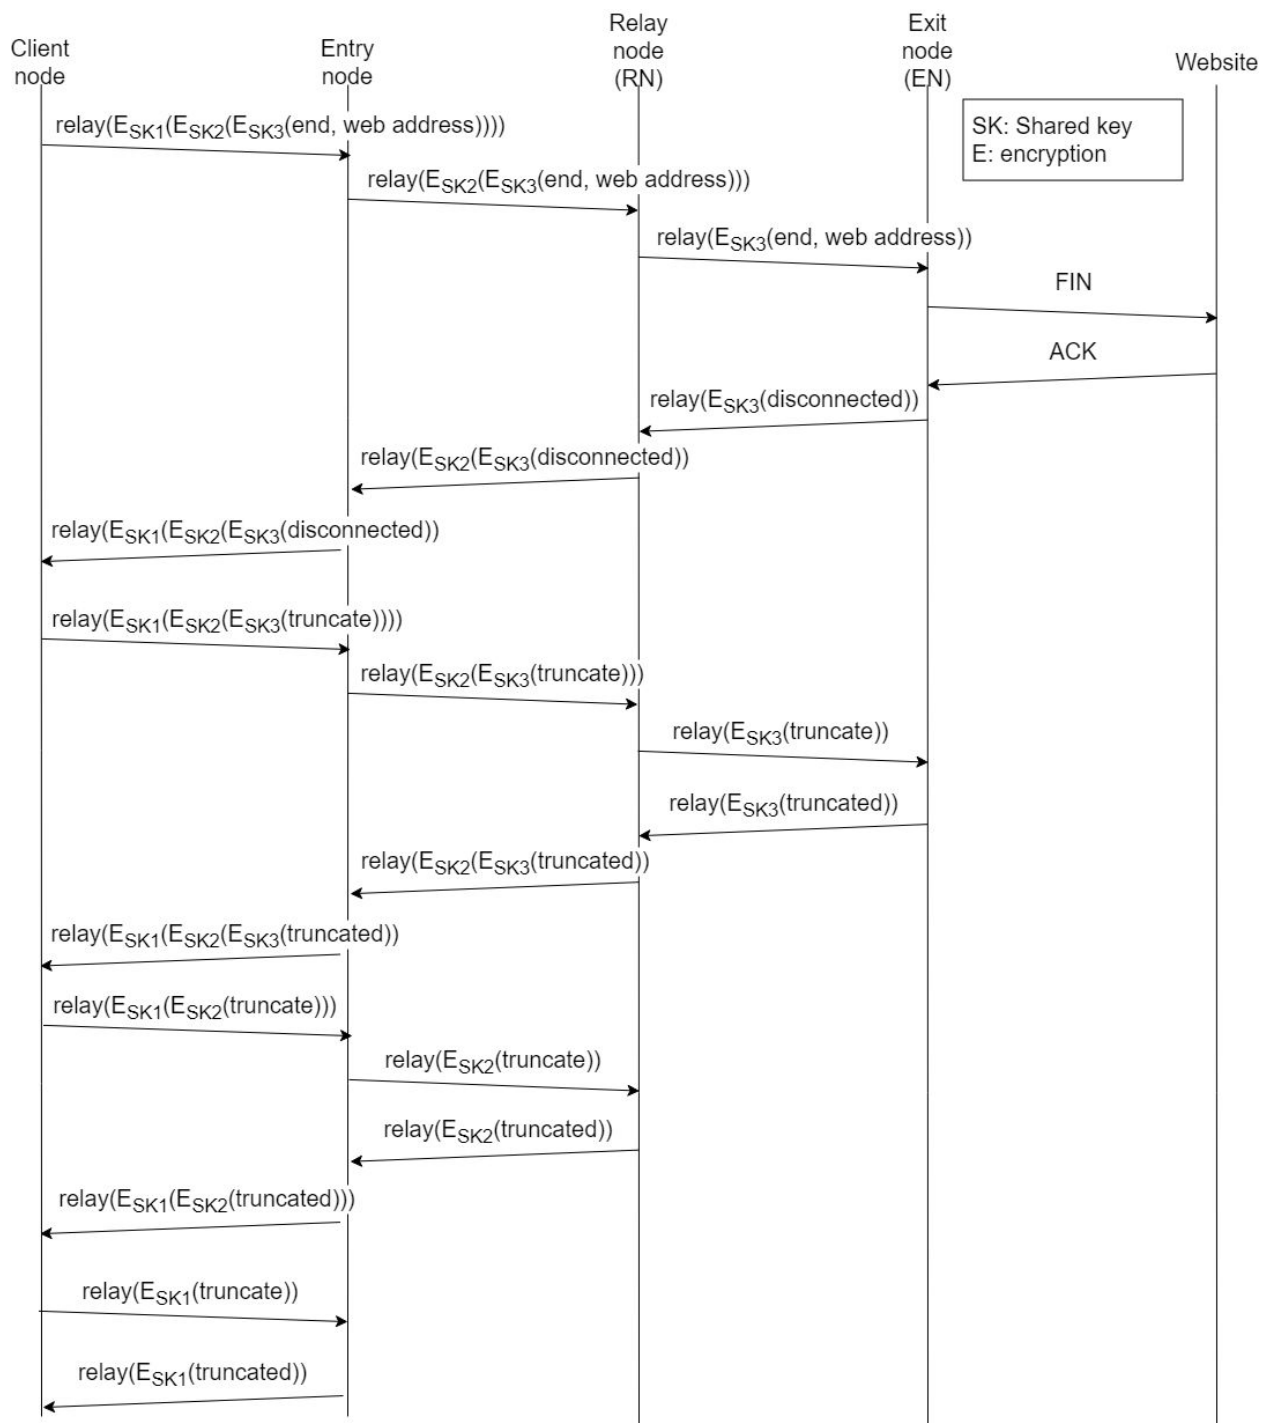 Client
node
Entry
node
Relay
node
(RN)
Exit
node
(EN)
Website
SK: Shared key
E: encryption
relay(ESK1(ESK2(ESK3(end, web address))))
relay(ESK2(ESK3(end, web address)))
relay(ESK3(end, web address))
FIN
ACK
relay(ESK3(disconnected))
relay(ESK2(ESK3(disconnected))
relay(ESK1(ESK2(ESK3(disconnected))
relay(ESK1(ESK2(ESK3(truncate))))
relay(ESK2(ESK3(truncate)))
relay(ESK3(truncate))
relay(ESK3(truncated))
relay(ESK2(ESK3(truncated))
relay(ESK1(ESK2(ESK3(truncated))
relay(ESK1(ESK2(truncate)))
relay(ESK2(truncate))
relay(ESK2(truncated))
relay(ESK1(ESK2(truncated)))
relay(ESK1(truncate))
relay(ESK1(truncated))